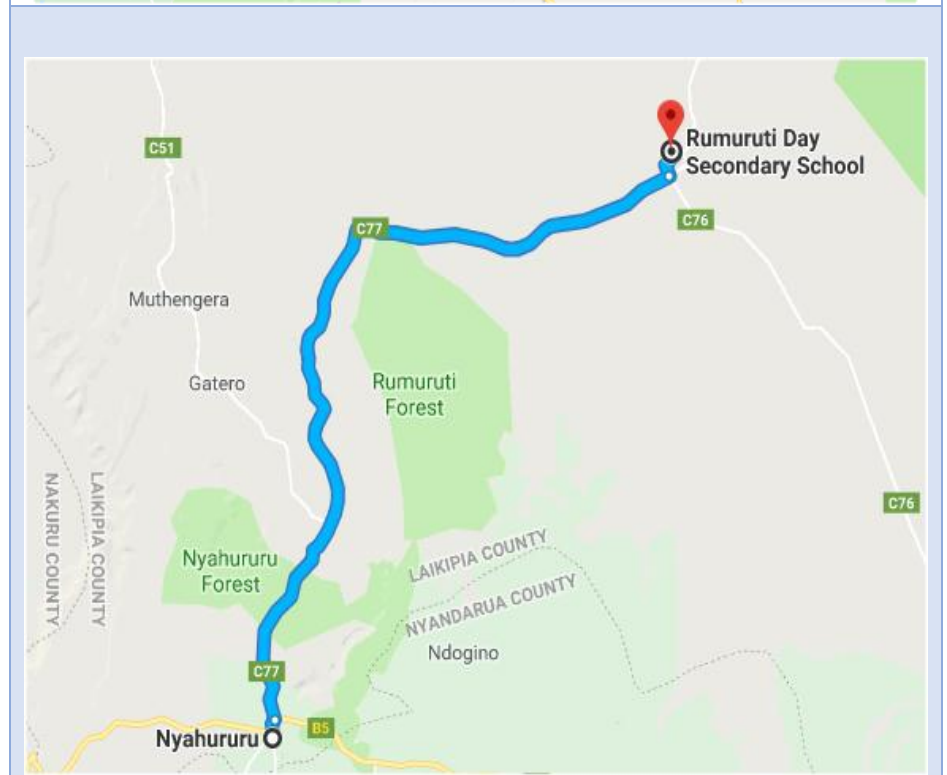 C51
Rumuruti Day
Secondary School
C76
C77
Muthengera
Gatero
Rumuruti
Forest
NAKURU COUNTY
LAIKIPIA COUNTY
C76
Nyahururu
Forest
LAIKIPIA COUNTY
NYANDARUA COUNTY
Ndogino
C77
B5
Nyahururu